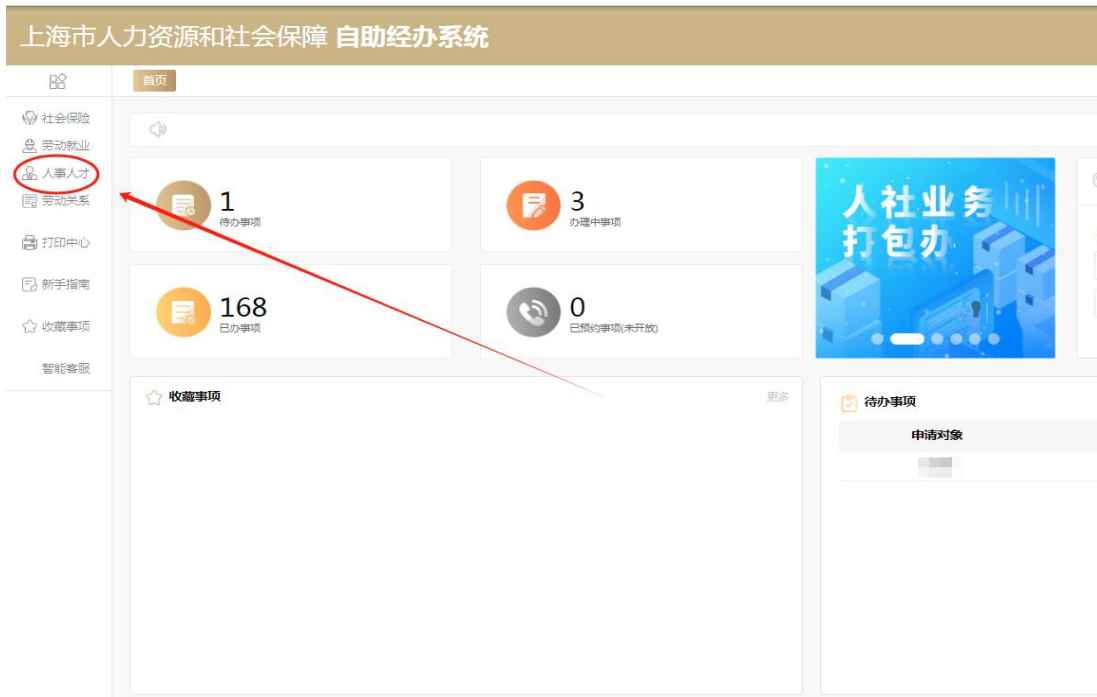 上海市人力资源和社会保障 自助经办系统
首页
社会保险
劳动就业
人事人才
劳动关系
打印中心
新手指南
收藏事项
智能客服
1
待办事项
3
办理中事项
168
已办事项
0
已预约事项(未开放)
人社业务
打包办
收藏事项
更多
待办事项
申请对象